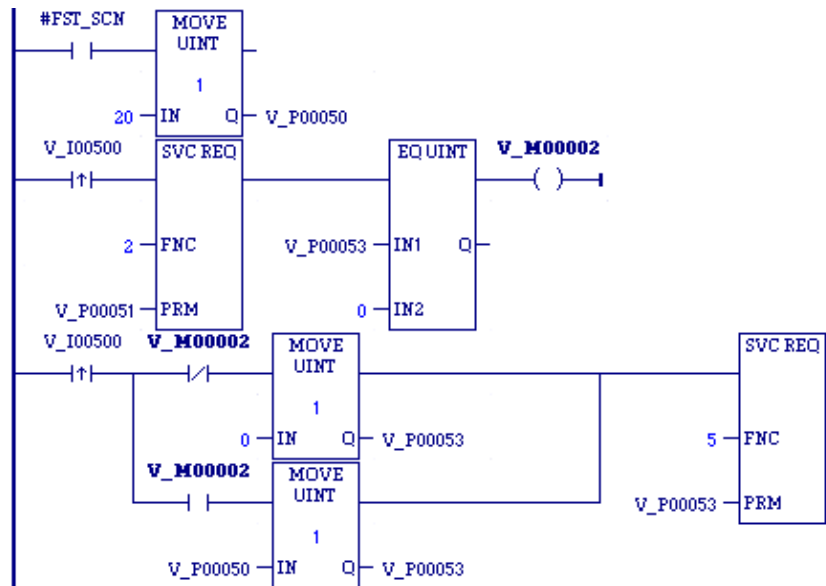 #FST_SCN
MOVE
UINT
1
20 IN Q V_P00050
V_I00500 SVC REQ EQ UINT V_M00002
2 FNC V_P00053 IN1 Q
V_P00051 PRM 0 IN2
V_I00500 V_M00002 MOVE SVC REQ
UINT
1
0 IN Q V_P00053 5 FNC
V_M00002 MOVE
UINT V_P00053 PRM
1
V_P00050 IN Q V_P00053